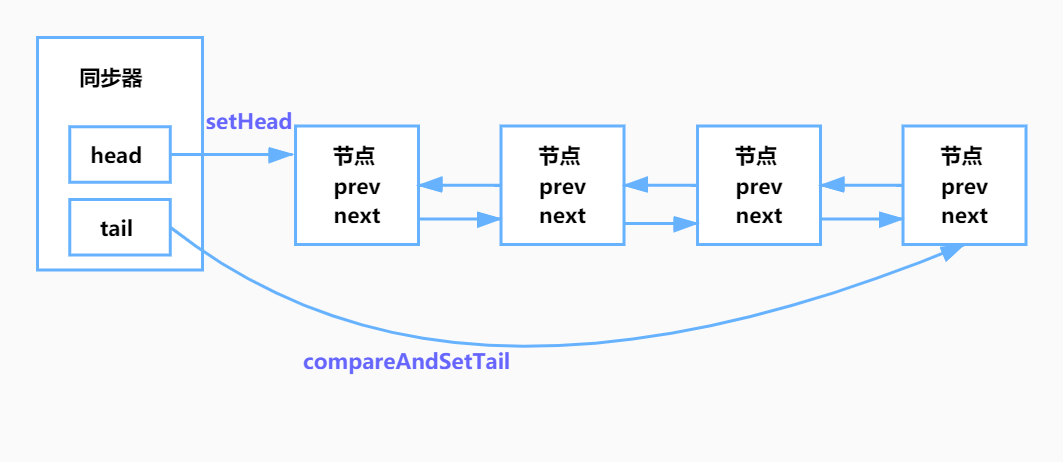 同步器
head
tail
setHead
节点
prev
next
节点
prev
next
节点
prev
next
节点
prev
next
compareAndSetTail